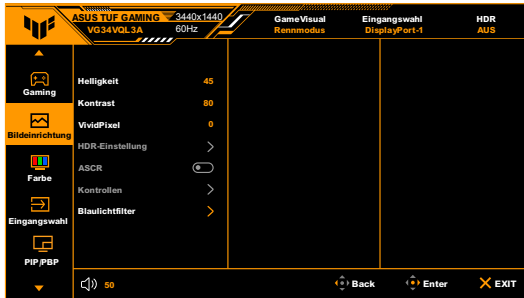 ASUS TUF GAMING 3440x1440
VG34VQL3A 60Hz
GameVisual Eingangswahl HDR
Rennmodus DisplayPort-1 AUS
Gaming
Bildeinrichtung
Farbe
Eingangswahl
PIP/PBP
Helligkeit 45
Kontrast 80
VividPixel 0
HDR-Einstellung
ASCR
Kontrollen
Blaulichtfilter
50 Back Enter EXIT